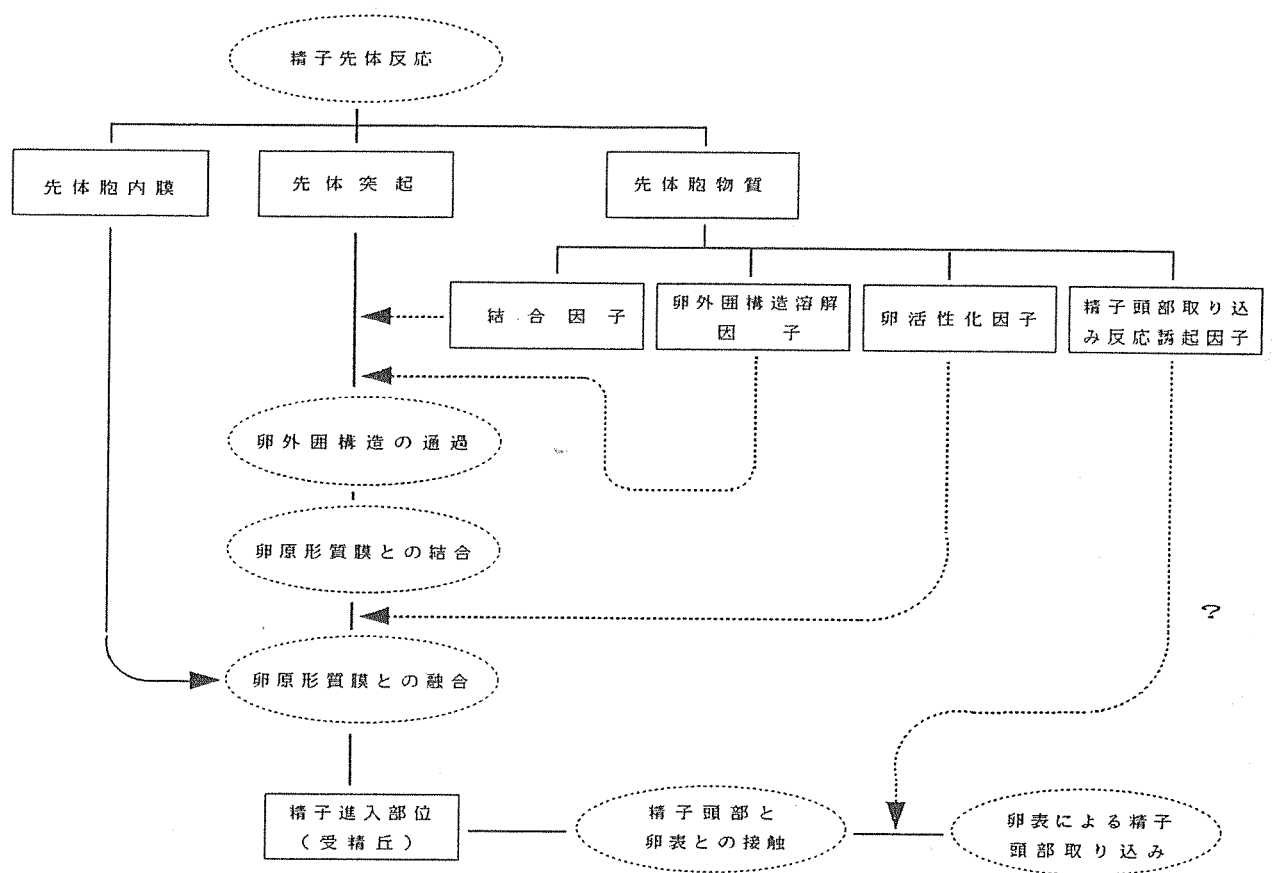 精子先体反応
先体胞内膜
先体突起
先体胞物質
結合因子
卵外囲構造溶解
因子
卵活性化因子
精子頭部取り込
み反応誘起因子
卵外囲構造の通過
卵原形質膜との結合
?
卵原形質膜との融合
精子進入部位
(受精丘)
精子頭部と
卵表との接触
卵表による精子
頭部取り込み